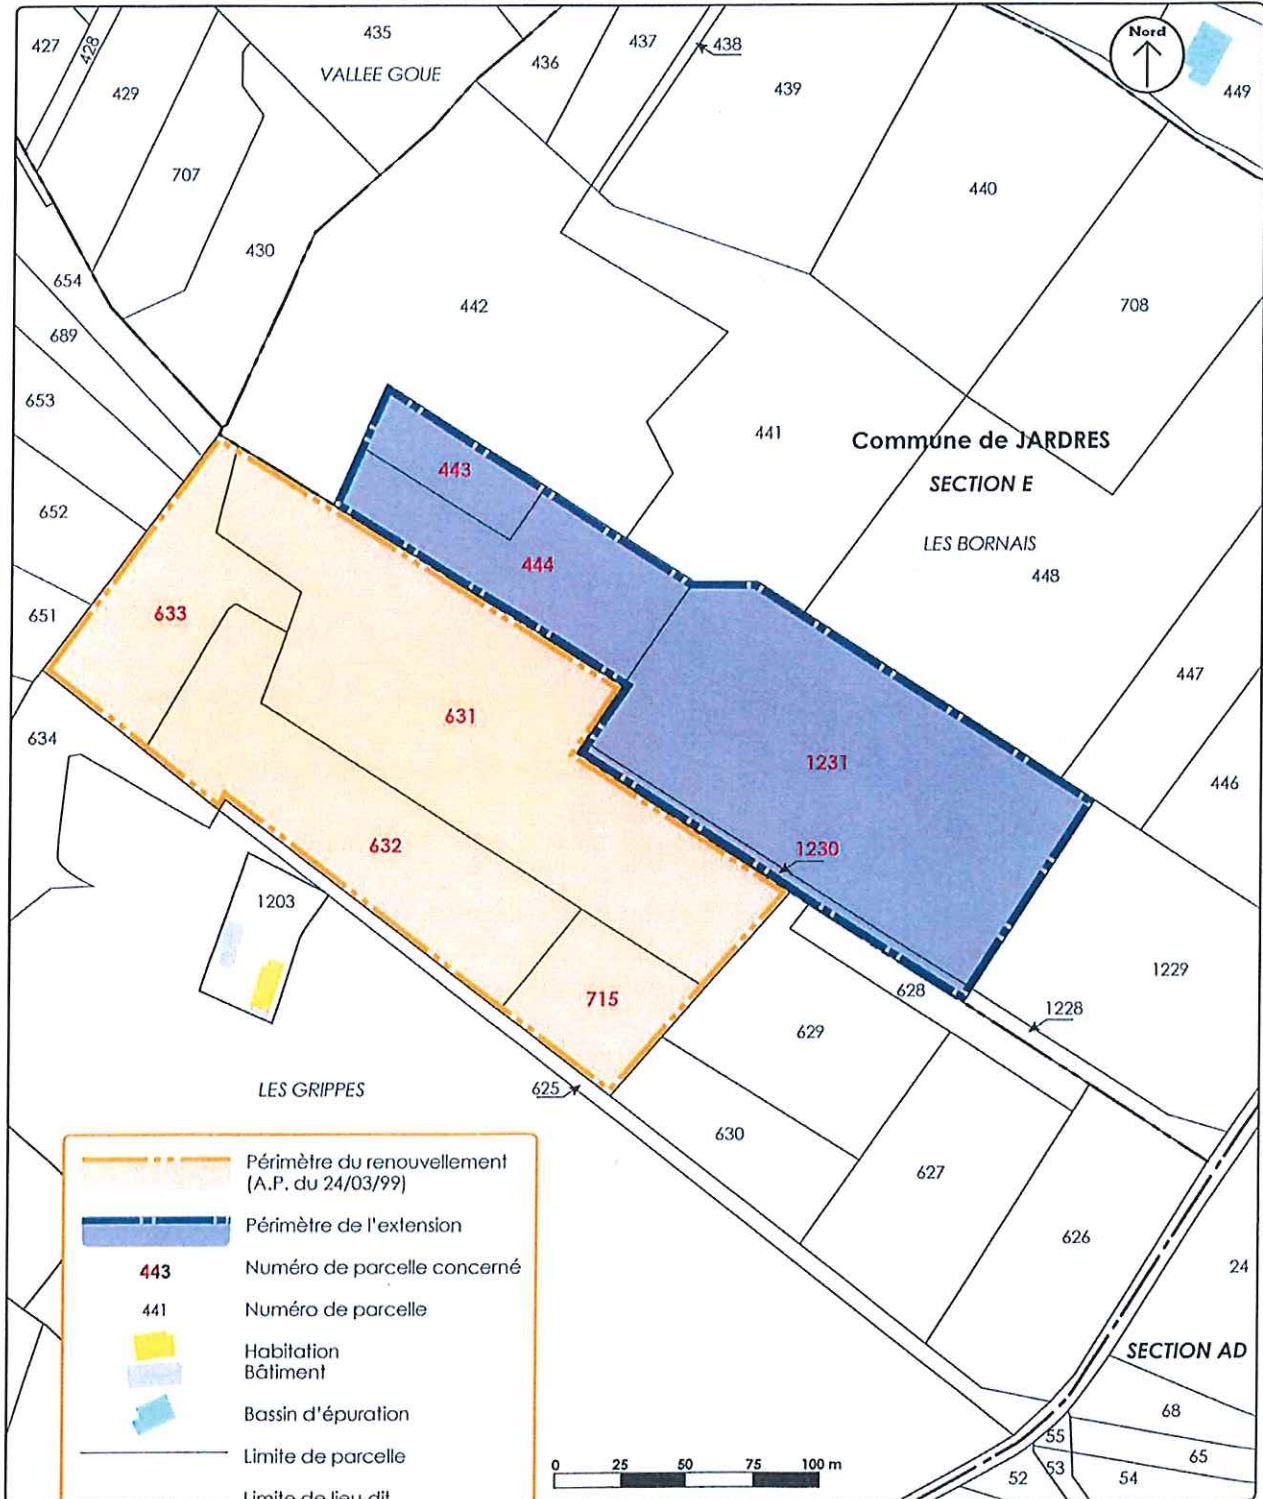 427
428
435
VALLEE GOUE
436
437
438
439
Nord
449
429
707
430
440
654
442
708
689
653
441
Commune de JARDRES
443
SECTION E
652
LES BORNAIS
444
448
651
633
447
631
634
1231
446
632
1230
1203
1229
715
628
1228
629
LES GRIPPES
625
630
627
626
24
Périmètre du renouvellement
(A.P. du 24/03/99)
Périmètre de l'extension
443
Numéro de parcelle concerné
441
Numéro de parcelle
Habitation
Bâtiment
Bassin d'épuration
Limite de parcelle
Limite de lieu dit
0 25 50 75 100 m
SECTION AD
68
55
65
52
53
54